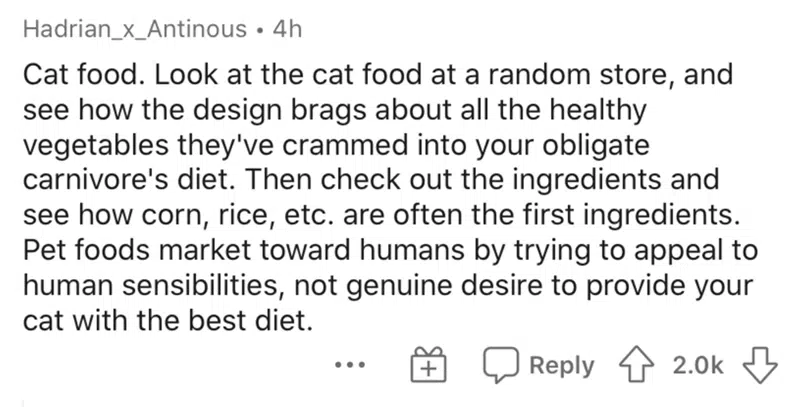 Hadrian_x_Antinous • 4h
Cat food. Look at the cat food at a random store, and
see how the design brags about all the healthy
vegetables they've crammed into your obligate
carnivore's diet. Then check out the ingredients and
see how corn, rice, etc. are often the first ingredients.
Pet foods market toward humans by trying to appeal to
human sensibilities, not genuine desire to provide your
cat with the best diet.
Reply 2.0k